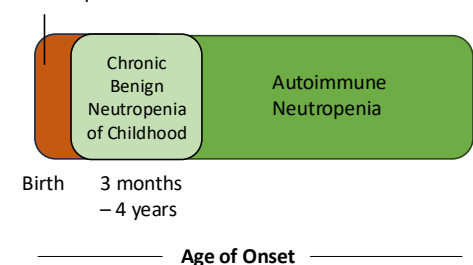 Chronic
Benign
Neutropenia
of Childhood
Autoimmune
Neutropenia
Birth
3 months
– 4 years
Age of Onset